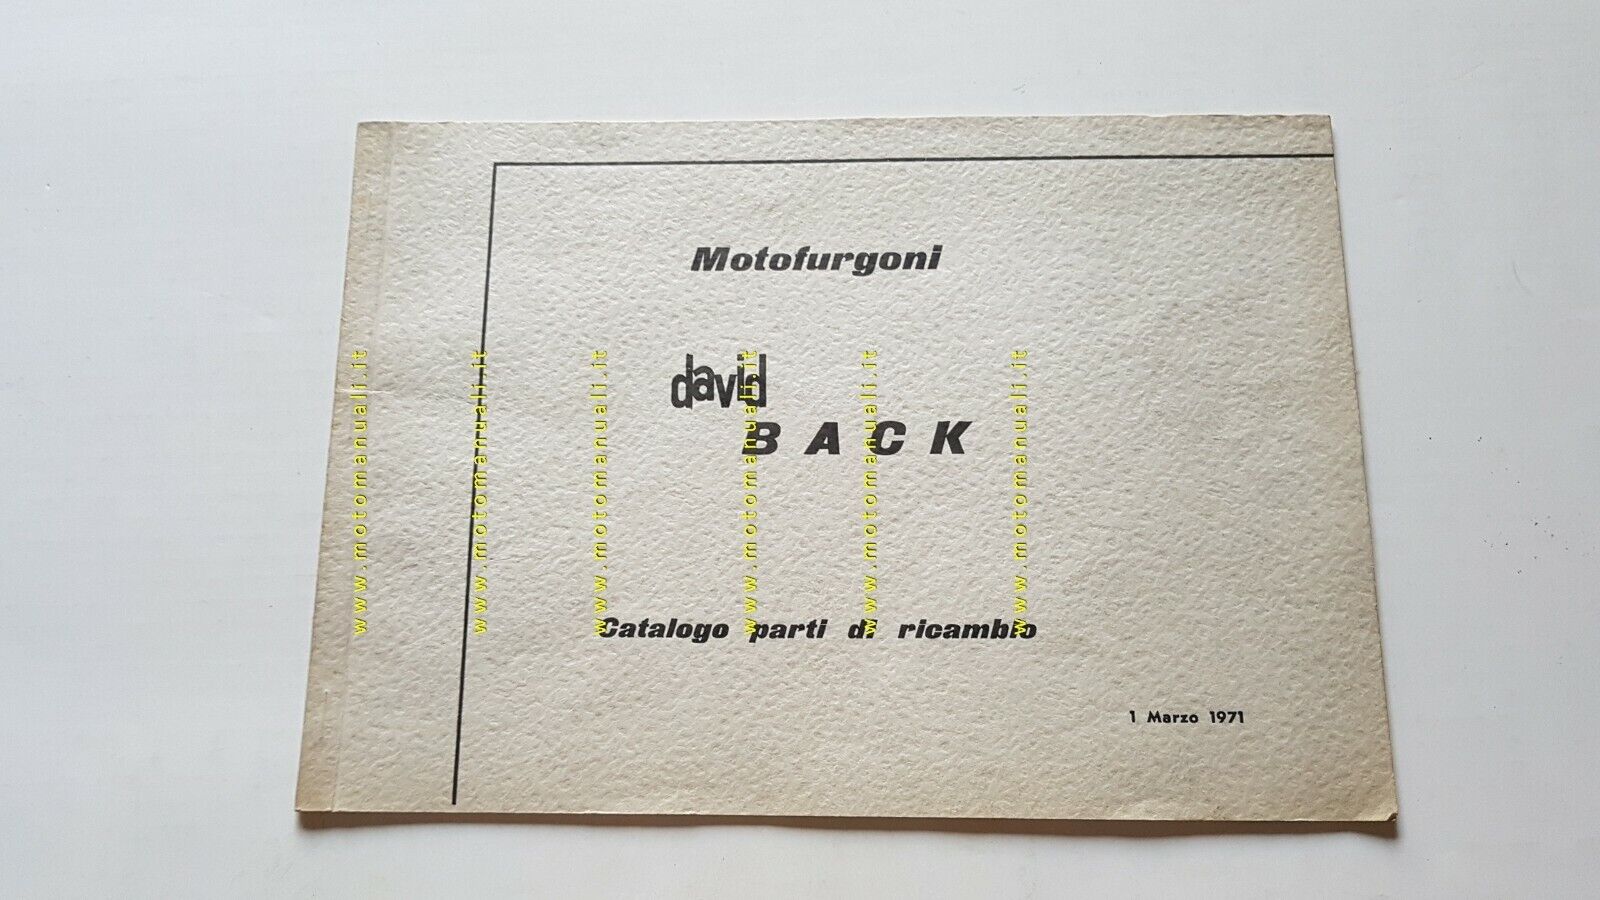 Motofurgoni
david
BACK
www.motomanuali.it
www.motomanuali.it
www.motomanuali.it
www.motomanuali.it
www.motomanuali.it
www.motomanuali.it
Catalogo parti di ricambio
1 Marzo 1971